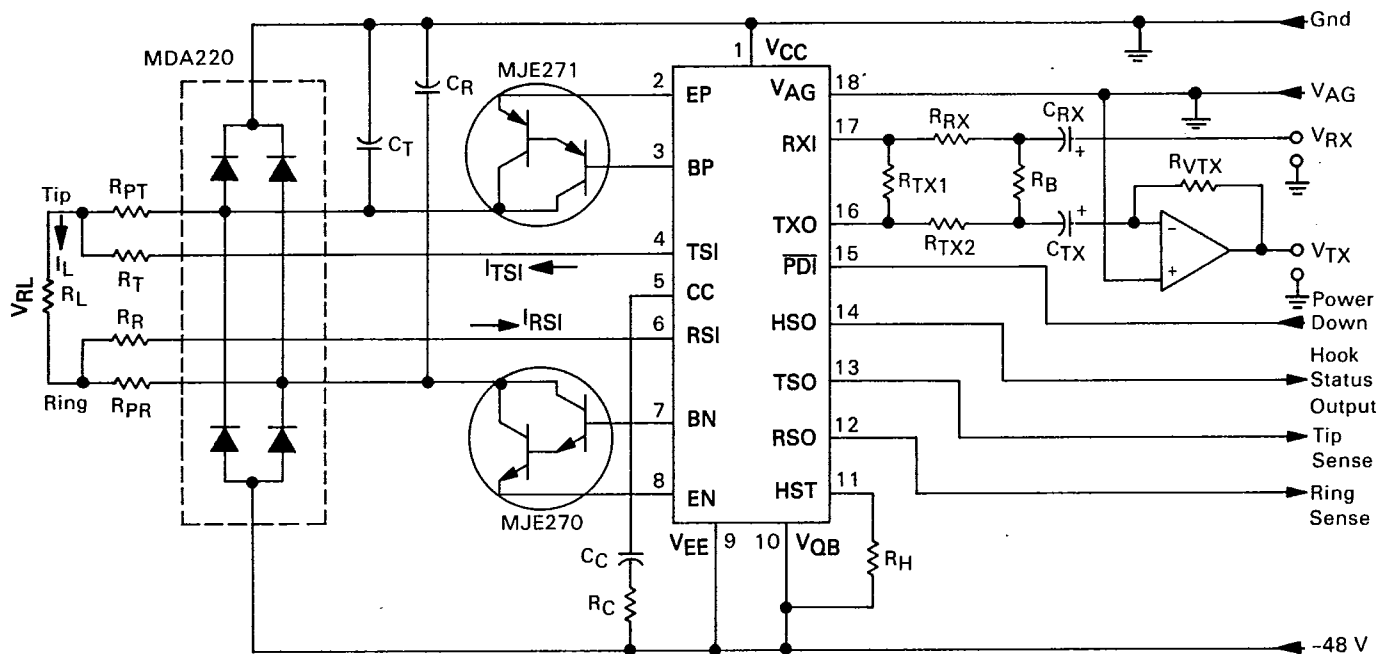 Gnd
MDA220
MJE271
1
VCC
CR
2
EP
VAG
18
VAG
CT
RXI
17
RRX
CRX
+
VRX
3
BP
RTX1
RB
RVTX
Tip
RPT
TXO
16
RTX2
CTX
+
−
+
VTX
IL
RT
4
TSI
ITSI
PDI
15
Power
Down
VRL
RL
5
CC
RR
IRSI
6
RSI
HSO
14
Hook
Status
Output
Ring
RPR
TSO
13
Tip
Sense
7
BN
RSO
12
Ring
Sense
8
EN
HST
11
MJE270
VEE
9
10
VQB
RH
CC
RC
-48 V